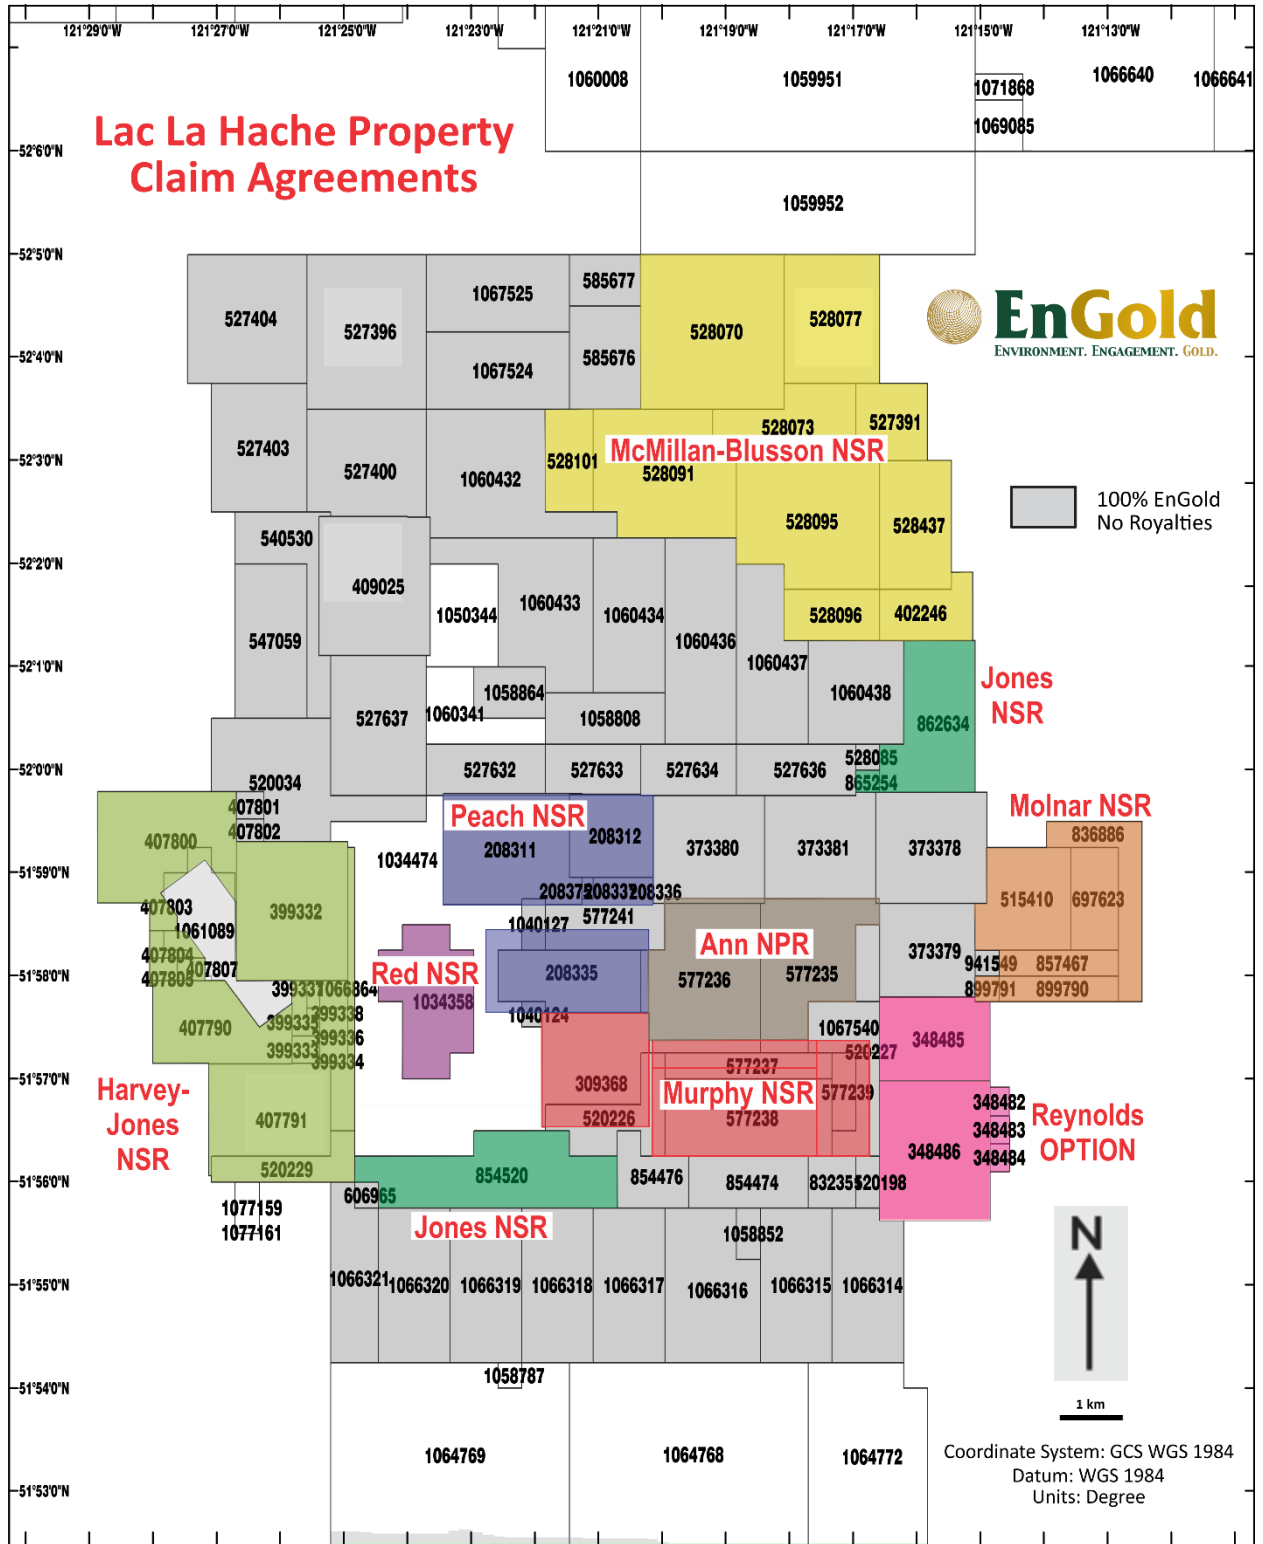 121°29'0"W 121°27'0"W 121°25'0"W 121°23'0"W 121°21'0"W 121°19'0"W 121°17'0"W 121°15'0"W 121°13'0"W
1060008 1059951 1071868 1066640 1066641
1069085
Lac La Hache Property
Claim Agreements
52°6'0"N
1059952
52°5'0"N
527404 527396 1067525 585677 528070 528077
EnGold
ENVIRONMENT. ENGAGEMENT. GOLD.
52°4'0"N
1067524 585676
527403 527400 1060432 528101 528091 528073 527391
McMillan-Blusson NSR
52°3'0"N
528095 528437
100% EnGold
No Royalties
540530
52°2'0"N
409025 1050344 1060433 1060434 1060436 528096 402246
547059
52°1'0"N
1060437 1060438
1058864
1060341 1058808
527637 862634
Jones
NSR
52°0'0"N
520034 527632 527633 527634 527636 528085
865254
407801
407802
Peach NSR
Molnar NSR
836886
407800 1034474 208311 208312 373380 373381 373378
51°59'0"N
208375 208337 208336
515410 697623
407803 399332 1040127 577241
1061089
407804 407807
407805
Ann NPR
373379
941549 857467
51°58'0"N
Red NSR
208335 577236 577235
899791 899790
399337 1066864 1034358
1040124 1067540
407790 399335 399338
399336
399333
399334
520227 348485
577237
51°57'0"N
Harvey-
Jones
NSR
309368
Murphy NSR
577239
348482
407791 520226 577238
348483
Reynolds
OPTION
348486
348484
520229 854520 854476 854474 832355 520198
51°56'0"N
606965
1077159
1077161
Jones NSR
1058852
N
51°55'0"N
1066321 1066320 1066319 1066318 1066317 1066316 1066315 1066314
51°54'0"N
1058787
1 km
1064769 1064768 1064772
Coordinate System: GCS WGS 1984
Datum: WGS 1984
Units: Degree
51°53'0"N